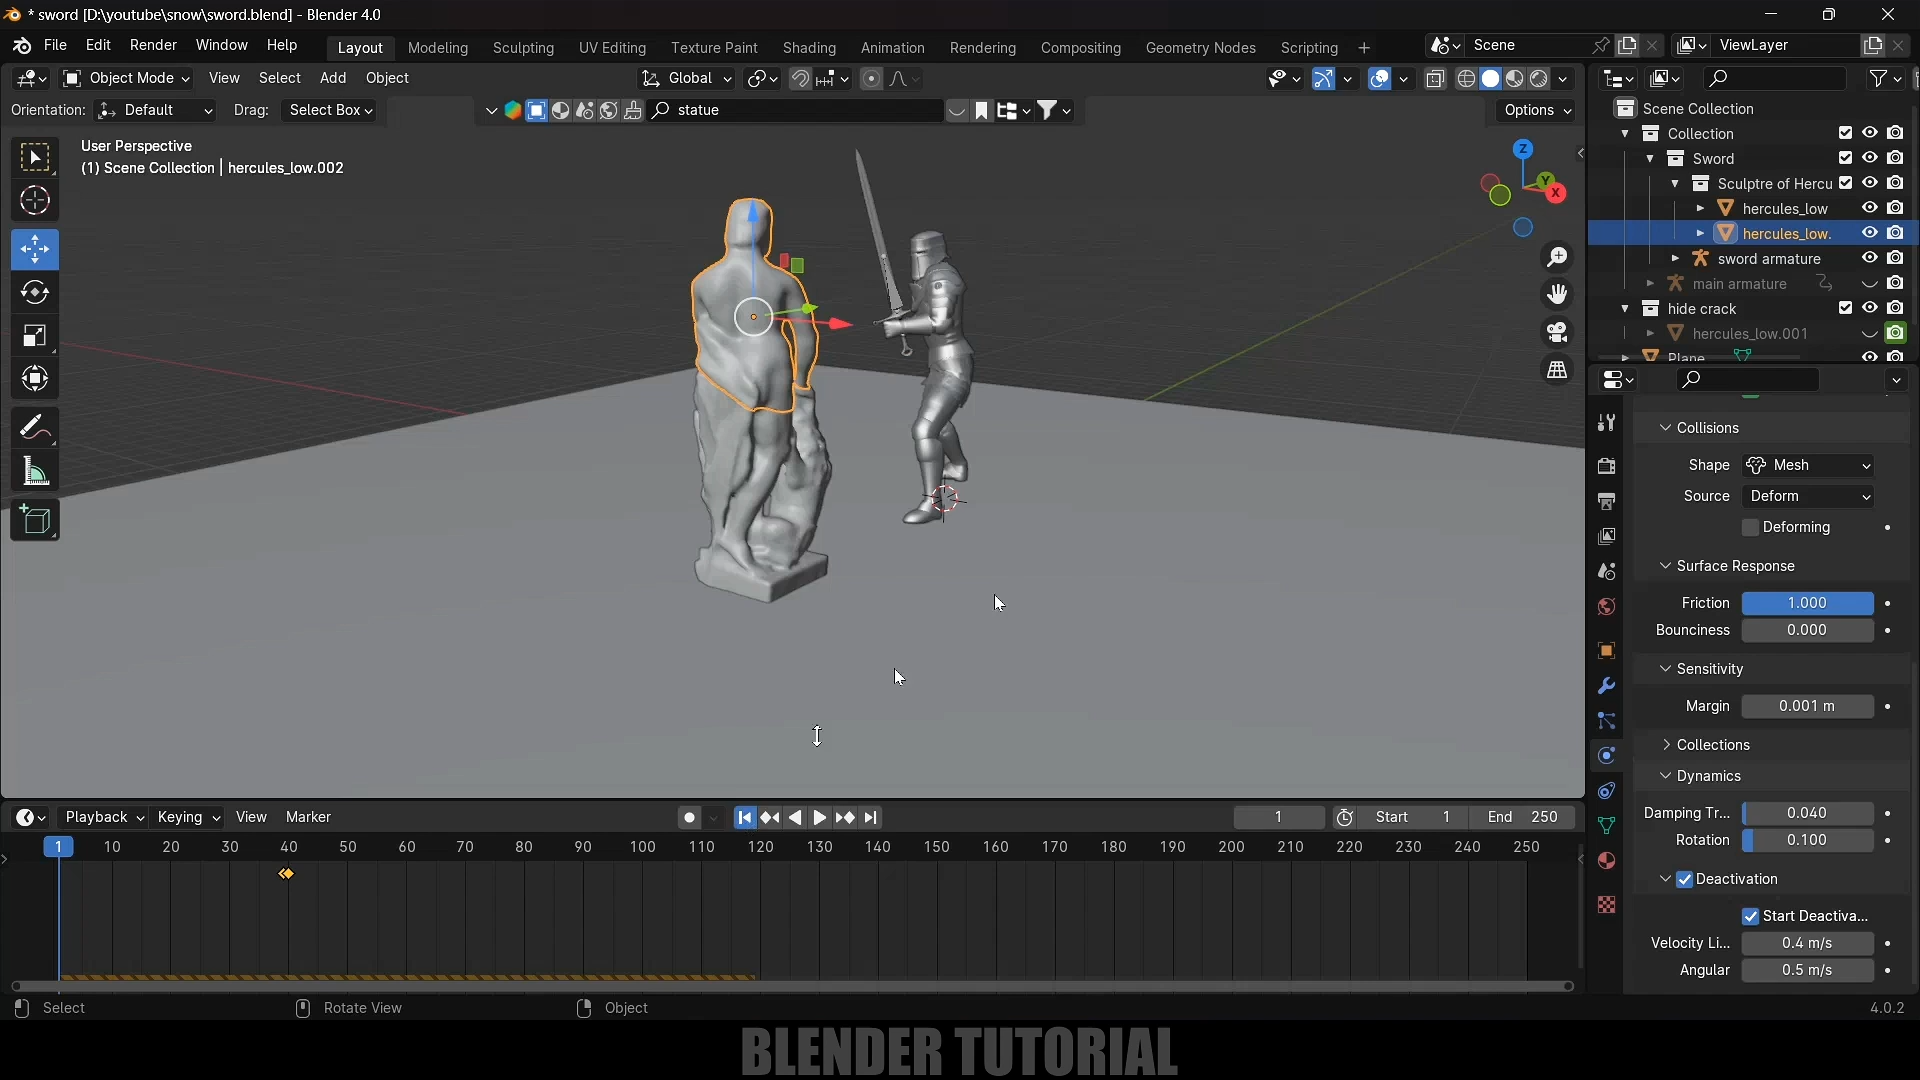 * sword [D:\youtube\snow\sword.blend] - Blender 4.0
File Edit Render Window Help Layout Modeling Sculpting UV Editing Texture Paint Shading Animation Rendering Compositing Geometry Nodes Scripting + Scene ViewLayer
Object Mode View Select Add Object Global
Orientation: Default Drag: Select Box statue Options
User Perspective
(1) Scene Collection | hercules_low.002
Z
Y
X
Scene Collection
Collection
Sword
Sculptre of Hercu
hercules_low
hercules_low.
sword armature
main armature
hide crack
hercules_low.001
Plane
Collisions
Shape Mesh
Source Deform
Deforming
Surface Response
Friction 1.000
Bounciness 0.000
Sensitivity
Margin 0.001 m
Collections
Dynamics
Damping Tr... 0.040
Rotation 0.100
Deactivation
Start Deactiva...
Velocity Li... 0.4 m/s
Angular 0.5 m/s
Playback Keying View Marker 1 Start 1 End 250
1 10 20 30 40 50 60 70 80 90 100 110 120 130 140 150 160 170 180 190 200 210 220 230 240 250
Select Rotate View Object 4.0.2
BLENDER TUTORIAL